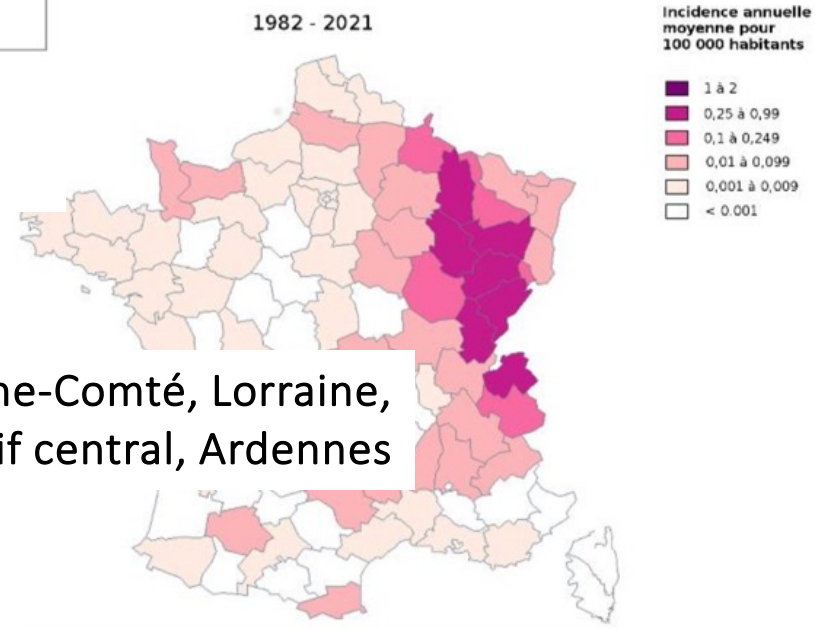 1982 - 2021
Incidence annuelle
moyenne pour
100 000 habitants
1 à 2
0,25 à 0,99
0,1 à 0,249
0,01 à 0,099
0,001 à 0,009
< 0.001
ne-Comté, Lorraine,
if central, Ardennes